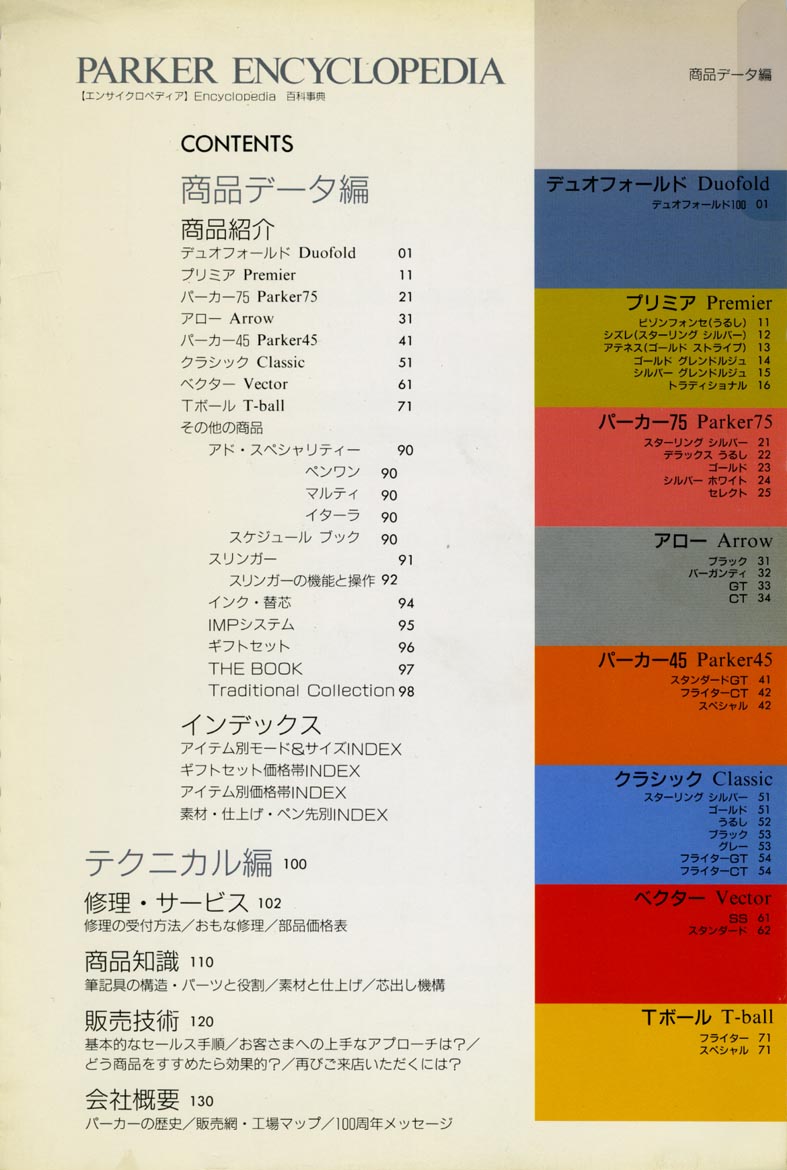 PARKER ENCYCLOPEDIA
【エンサイクロペディア】Encyclopedia 百科事典
CONTENTS
商品データ編
商品紹介
デュオフォールド Duofold 01
プリミア Premier 11
パーカー75 Parker75 21
アロー Arrow 31
パーカー45 Parker45 41
クラシック Classic 51
ベクター Vector 61
Tボール T-ball 71
その他の商品
アド・スペシャリティー 90
ペンワン 90
マルティ 90
イターラ 90
スケジュール ブック 90
スリンガー 91
スリンガーの機能と操作 92
インク・替芯 94
IMPシステム 95
ギフトセット 96
THE BOOK 97
Traditional Collection 98
インデックス
アイテム別モード&サイズINDEX
ギフトセット価格帯INDEX
アイテム別価格帯INDEX
素材・仕上げ・ペン先別INDEX
テクニカル編 100
修理・サービス 102
修理の受付方法／おもな修理／部品価格表
商品知識 110
筆記具の構造・パーツと役割／素材と仕上げ／芯出し機構
販売技術 120
基本的なセールス手順／お客さまへの上手なアプローチは？／
どう商品をすすめたら効果的？／再びご来店いただくには？
会社概要 130
パーカーの歴史／販売網・工場マップ／100周年メッセージ
商品データ編
デュオフォールド Duofold
デュオフォールド100 01
プリミア Premier
ビゾンフォンセ(うるし) 11
シズレ(スターリング シルバー) 12
アテネス(ゴールド ストライプ) 13
ゴールド グレンドルジュ 14
シルバー グレンドルジュ 15
トラディショナル 16
パーカー75 Parker75
スターリング シルバー 21
デラックス うるし 22
ゴールド 23
シルバー ホワイト 24
セレクト 25
アロー Arrow
ブラック 31
バーガンディ 32
GT 33
CT 34
パーカー45 Parker45
スタンダードGT 41
フライターCT 42
スペシャル 42
クラシック Classic
スターリング シルバー 51
ゴールド 51
うるし 52
ブラック 53
グレー 53
フライターGT 54
フライターCT 54
ベクター Vector
SS 61
スタンダード 62
Tボール T-ball
フライター 71
スペシャル 71